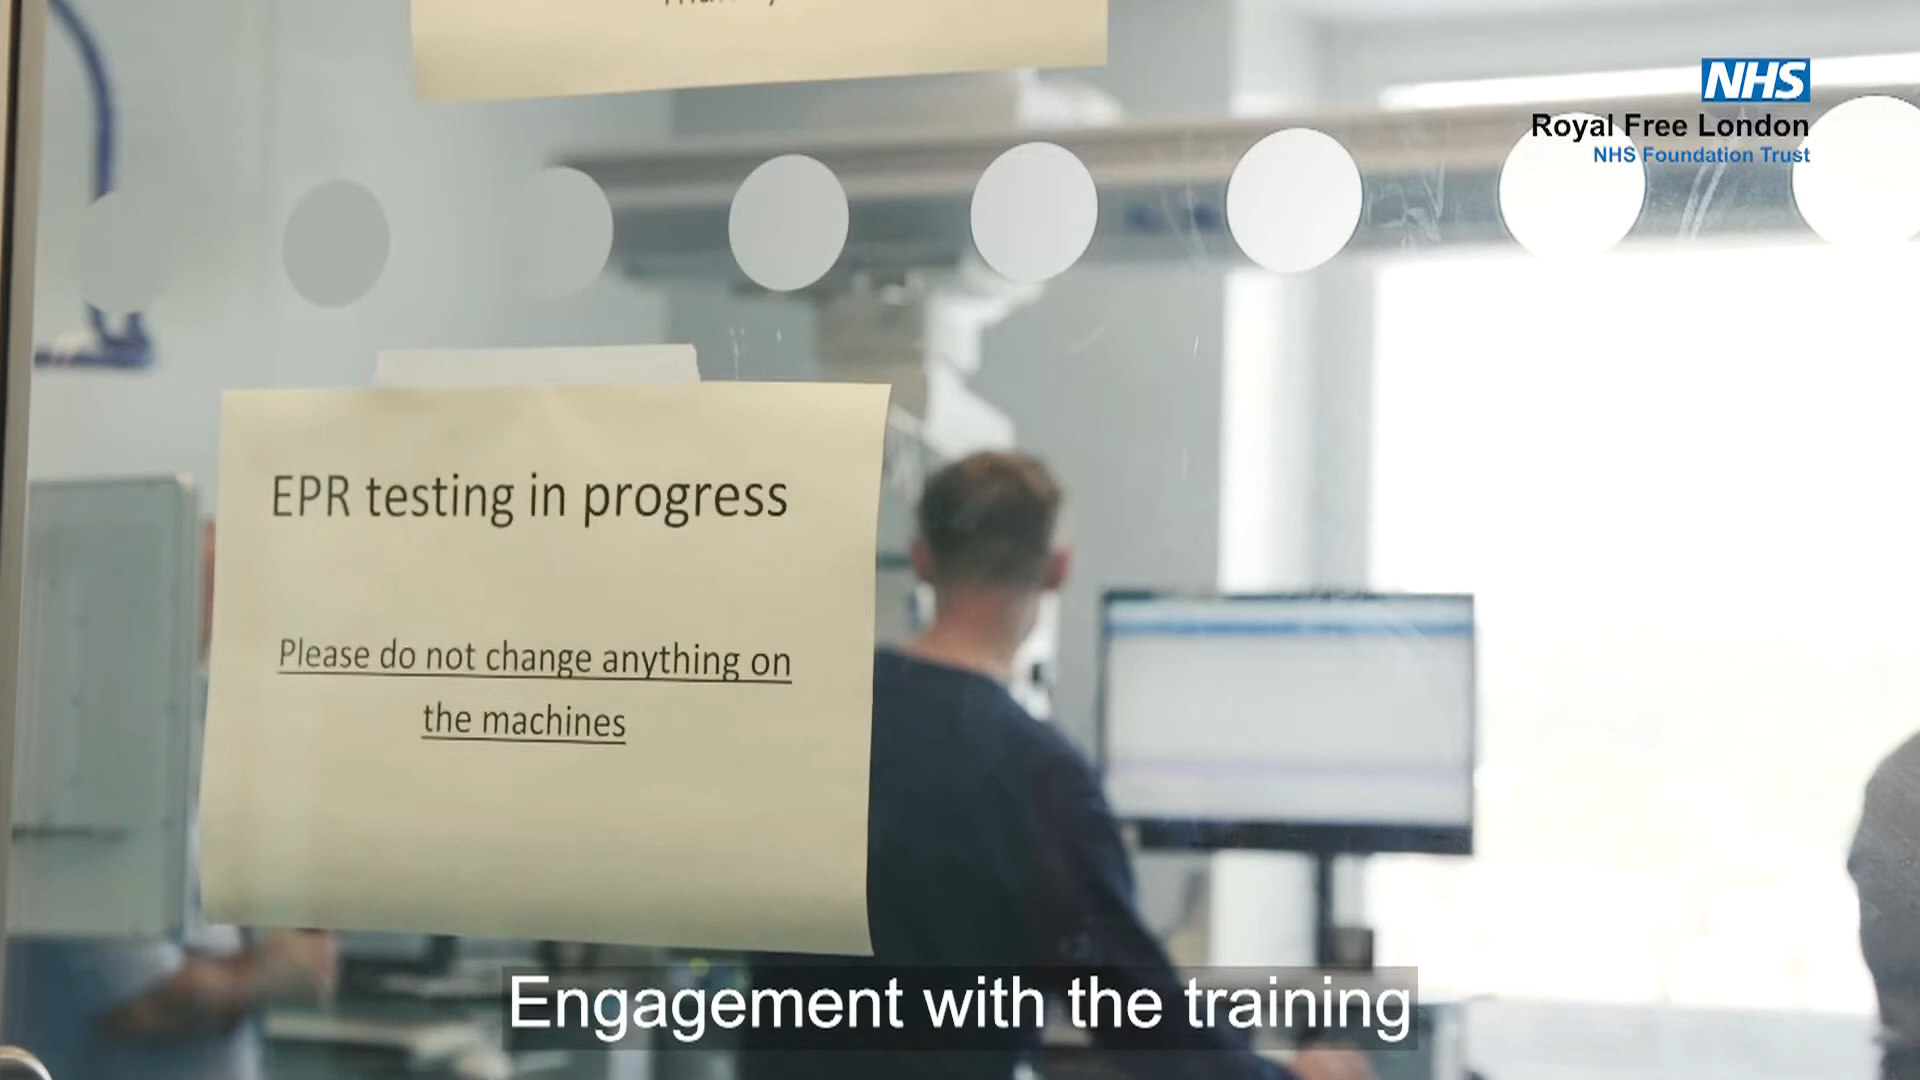 NHS
Royal Free London
NHS Foundation Trust
EPR testing in progress
Please do not change anything on
the machines
Engagement with the training